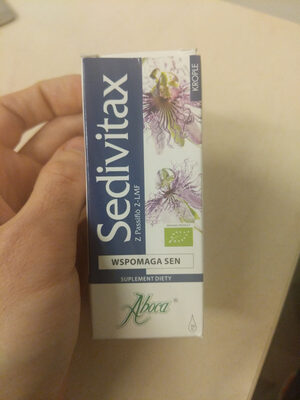 Sedivitax
Z Passiflo 2-LMF
KROPLE
WSPOMAGA SEN
SUPLEMENT DIETY
Aboca®